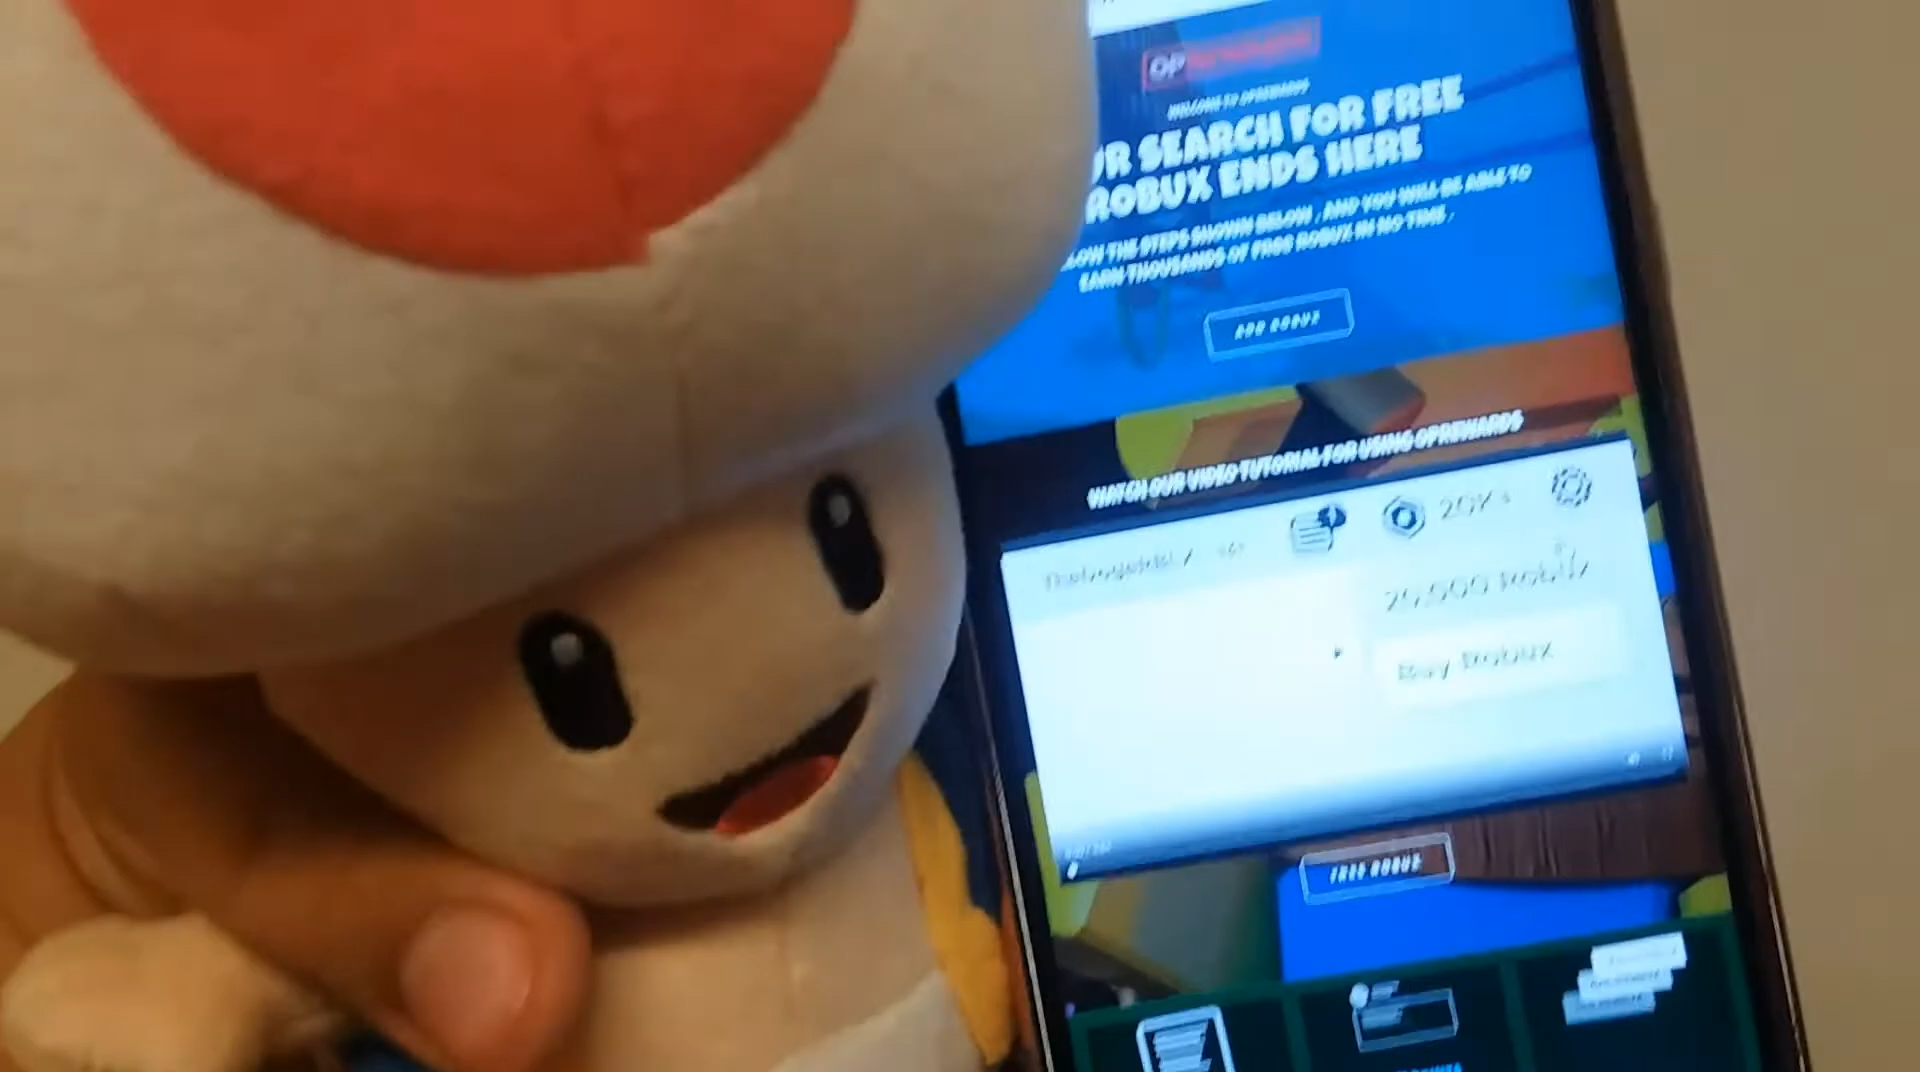 OP
WELCOME TO OPREWARDS
UR SEARCH FOR FREE
ROBUX ENDS HERE
LOW THE STEPS SHOWN BELOW, AND YOU WILL BE ABLE TO
EARN THOUSANDS OF FREE ROBUX IN NO TIME.
ADD ROBUX
WATCH OUR VIDEO TUTORIAL FOR USING OPREWARDS
20K+
Robux
Buy Robux
FREE ROBUX